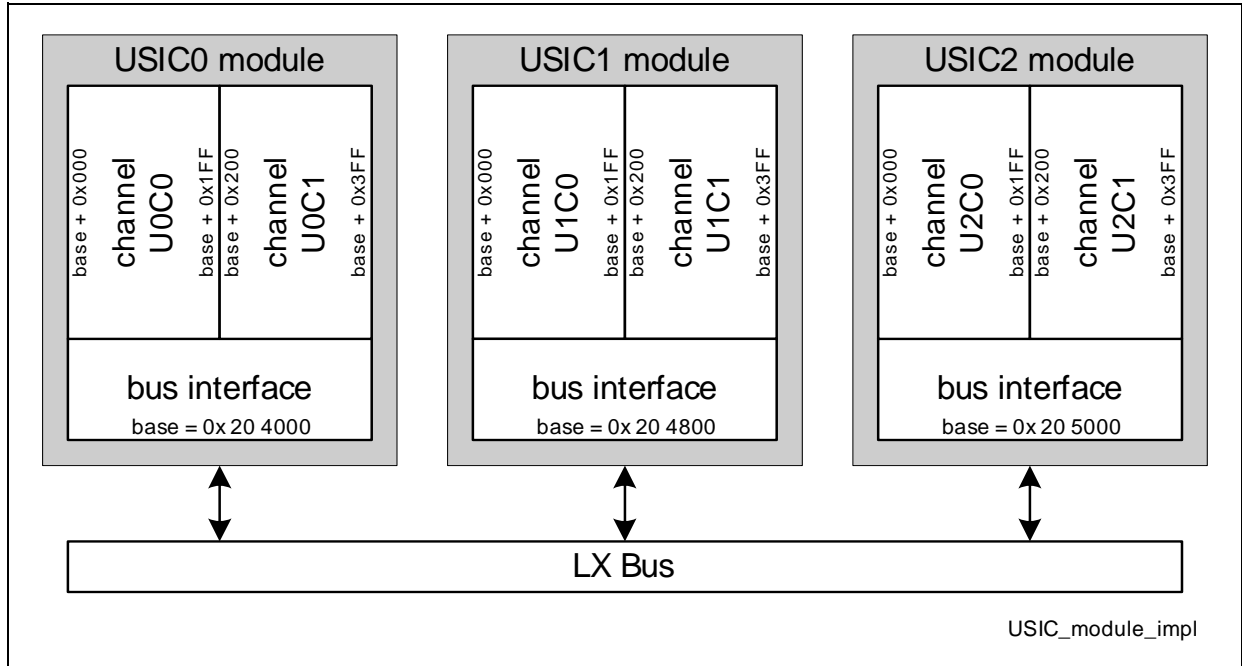 USIC0 module
base + 0x000
channel
U0C0
base + 0x1FF
base + 0x200
channel
U0C1
base + 0x3FF
bus interface
base = 0x 20 4000
USIC1 module
base + 0x000
channel
U1C0
base + 0x1FF
base + 0x200
channel
U1C1
base + 0x3FF
bus interface
base = 0x 20 4800
USIC2 module
base + 0x000
channel
U2C0
base + 0x1FF
base + 0x200
channel
U2C1
base + 0x3FF
bus interface
base = 0x 20 5000
LX Bus
USIC_module_impl